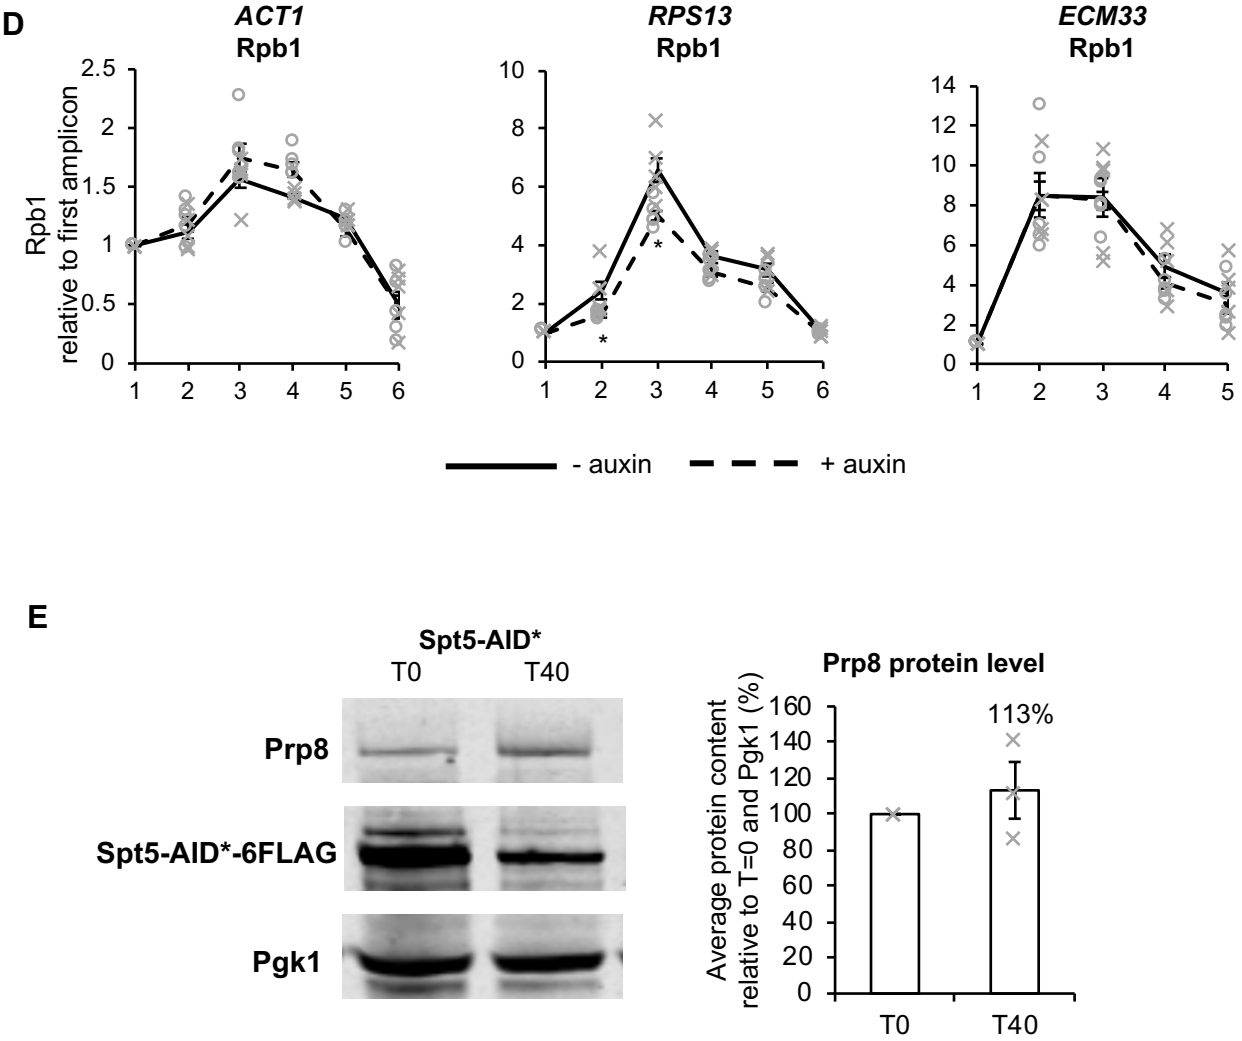 D
ACT1
Rpb1
RPS13
Rpb1
ECM33
Rpb1
Rpb1
relative to first amplicon
2.5
2
1.5
1
0.5
0
1 2 3 4 5 6
10
8
6
4
2
0
*
*
1 2 3 4 5 6
14
12
10
8
6
4
2
0
1 2 3 4 5
- auxin + auxin
E
Spt5-AID*
T0 T40
Prp8
Spt5-AID*-6FLAG
Pgk1
Prp8 protein level
Average protein content
relative to T=0 and Pgk1 (%)
160
140
120
100
80
60
40
20
0
113%
T0 T40